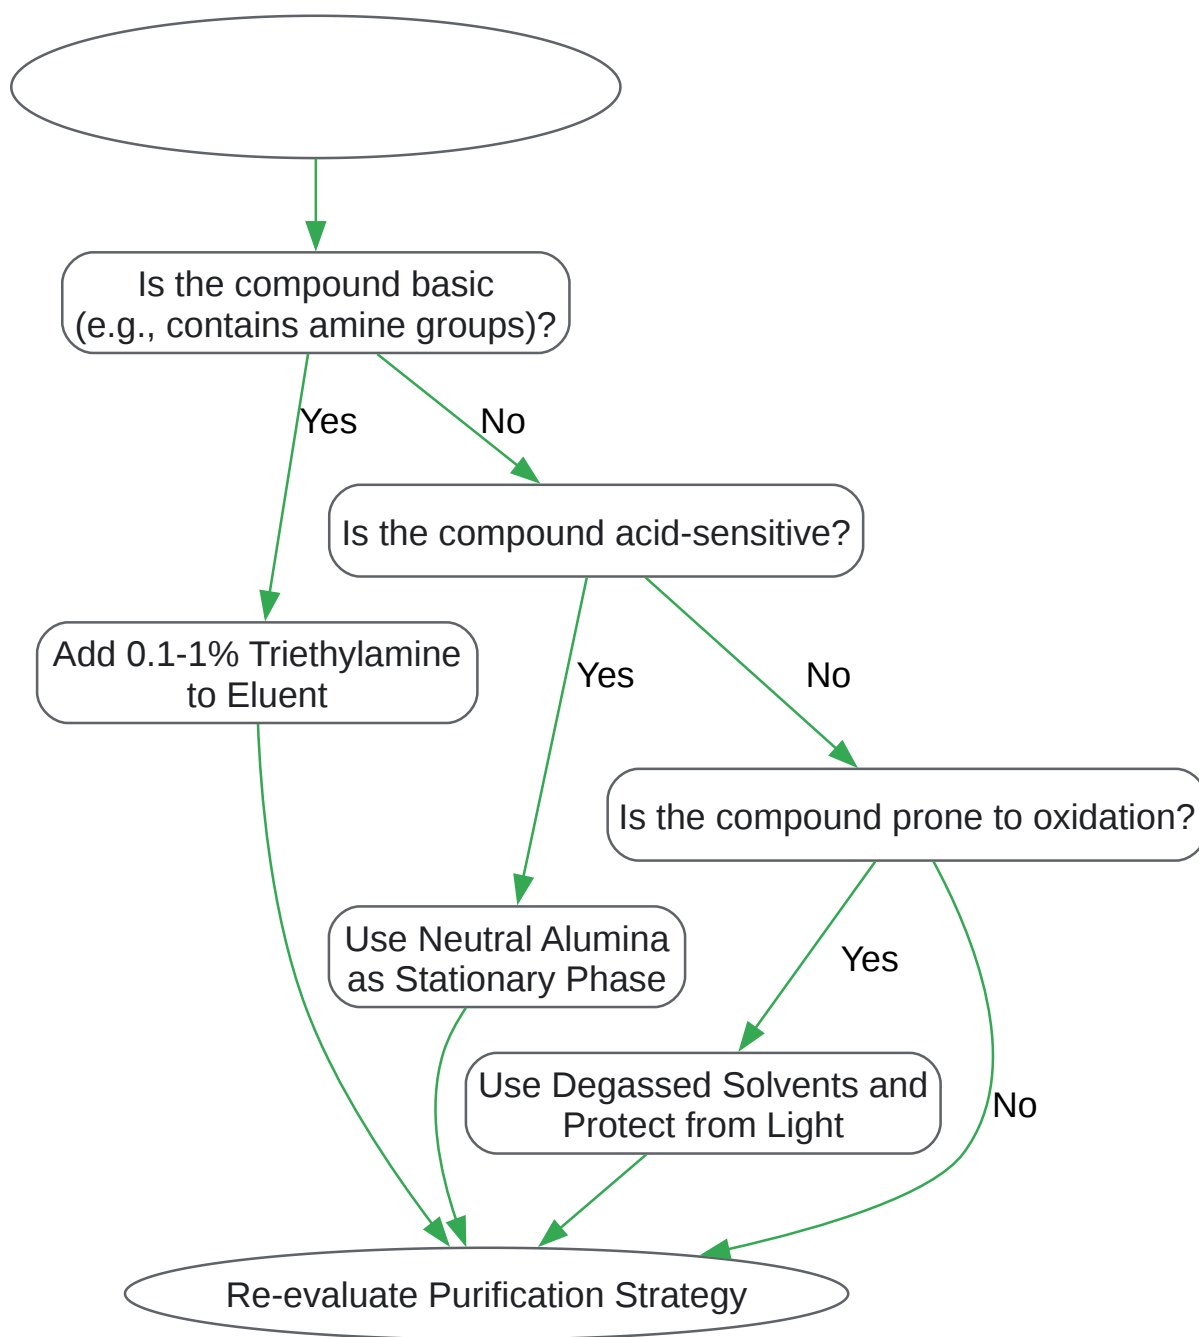 Is the compound basic
(e.g., contains amine groups)?
Yes
No
Is the compound acid-sensitive?
Add 0.1-1% Triethylamine
to Eluent
Yes
No
Is the compound prone to oxidation?
Use Neutral Alumina
as Stationary Phase
Yes
Use Degassed Solvents and
Protect from Light
No
Re-evaluate Purification Strategy